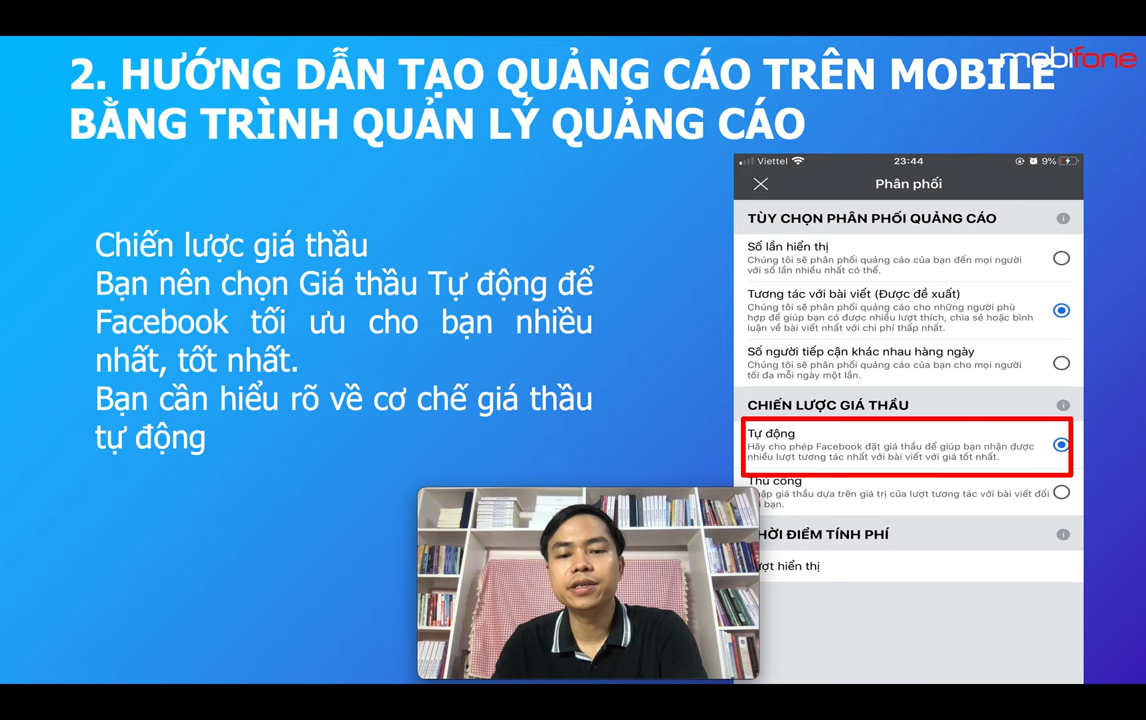 mobifone
2. HƯỚNG DẪN TẠO QUẢNG CÁO TRÊN MOBILE
BẰNG TRÌNH QUẢN LÝ QUẢNG CÁO
Chiến lược giá thầu
Bạn nên chọn Giá thầu Tự động để
Facebook tối ưu cho bạn nhiều
nhất, tốt nhất.
Bạn cần hiểu rõ về cơ chế giá thầu
tự động
Viettel 23:44 9%
Phân phối
TÙY CHỌN PHÂN PHỐI QUẢNG CÁO
Số lần hiển thị
Chúng tôi sẽ phân phối quảng cáo của bạn đến mọi người
với số lần nhiều nhất có thể.
Tương tác với bài viết (Được đề xuất)
Chúng tôi sẽ phân phối quảng cáo cho những người phù
hợp để giúp bạn có được nhiều lượt thích, chia sẻ hoặc bình
luận về bài viết nhất với chi phí thấp nhất.
Số người tiếp cận khác nhau hàng ngày
Chúng tôi sẽ phân phối quảng cáo của bạn cho mọi người
tối đa mỗi ngày một lần.
CHIẾN LƯỢC GIÁ THẦU
Tự động
Hãy cho phép Facebook đặt giá thầu để giúp bạn nhận được
nhiều lượt tương tác nhất với bài viết với giá tốt nhất.
Thủ công
giá thầu dựa trên giá trị của lượt tương tác với bài viết đối
bạn.
ĐIỂM TÍNH PHÍ
hiển thị